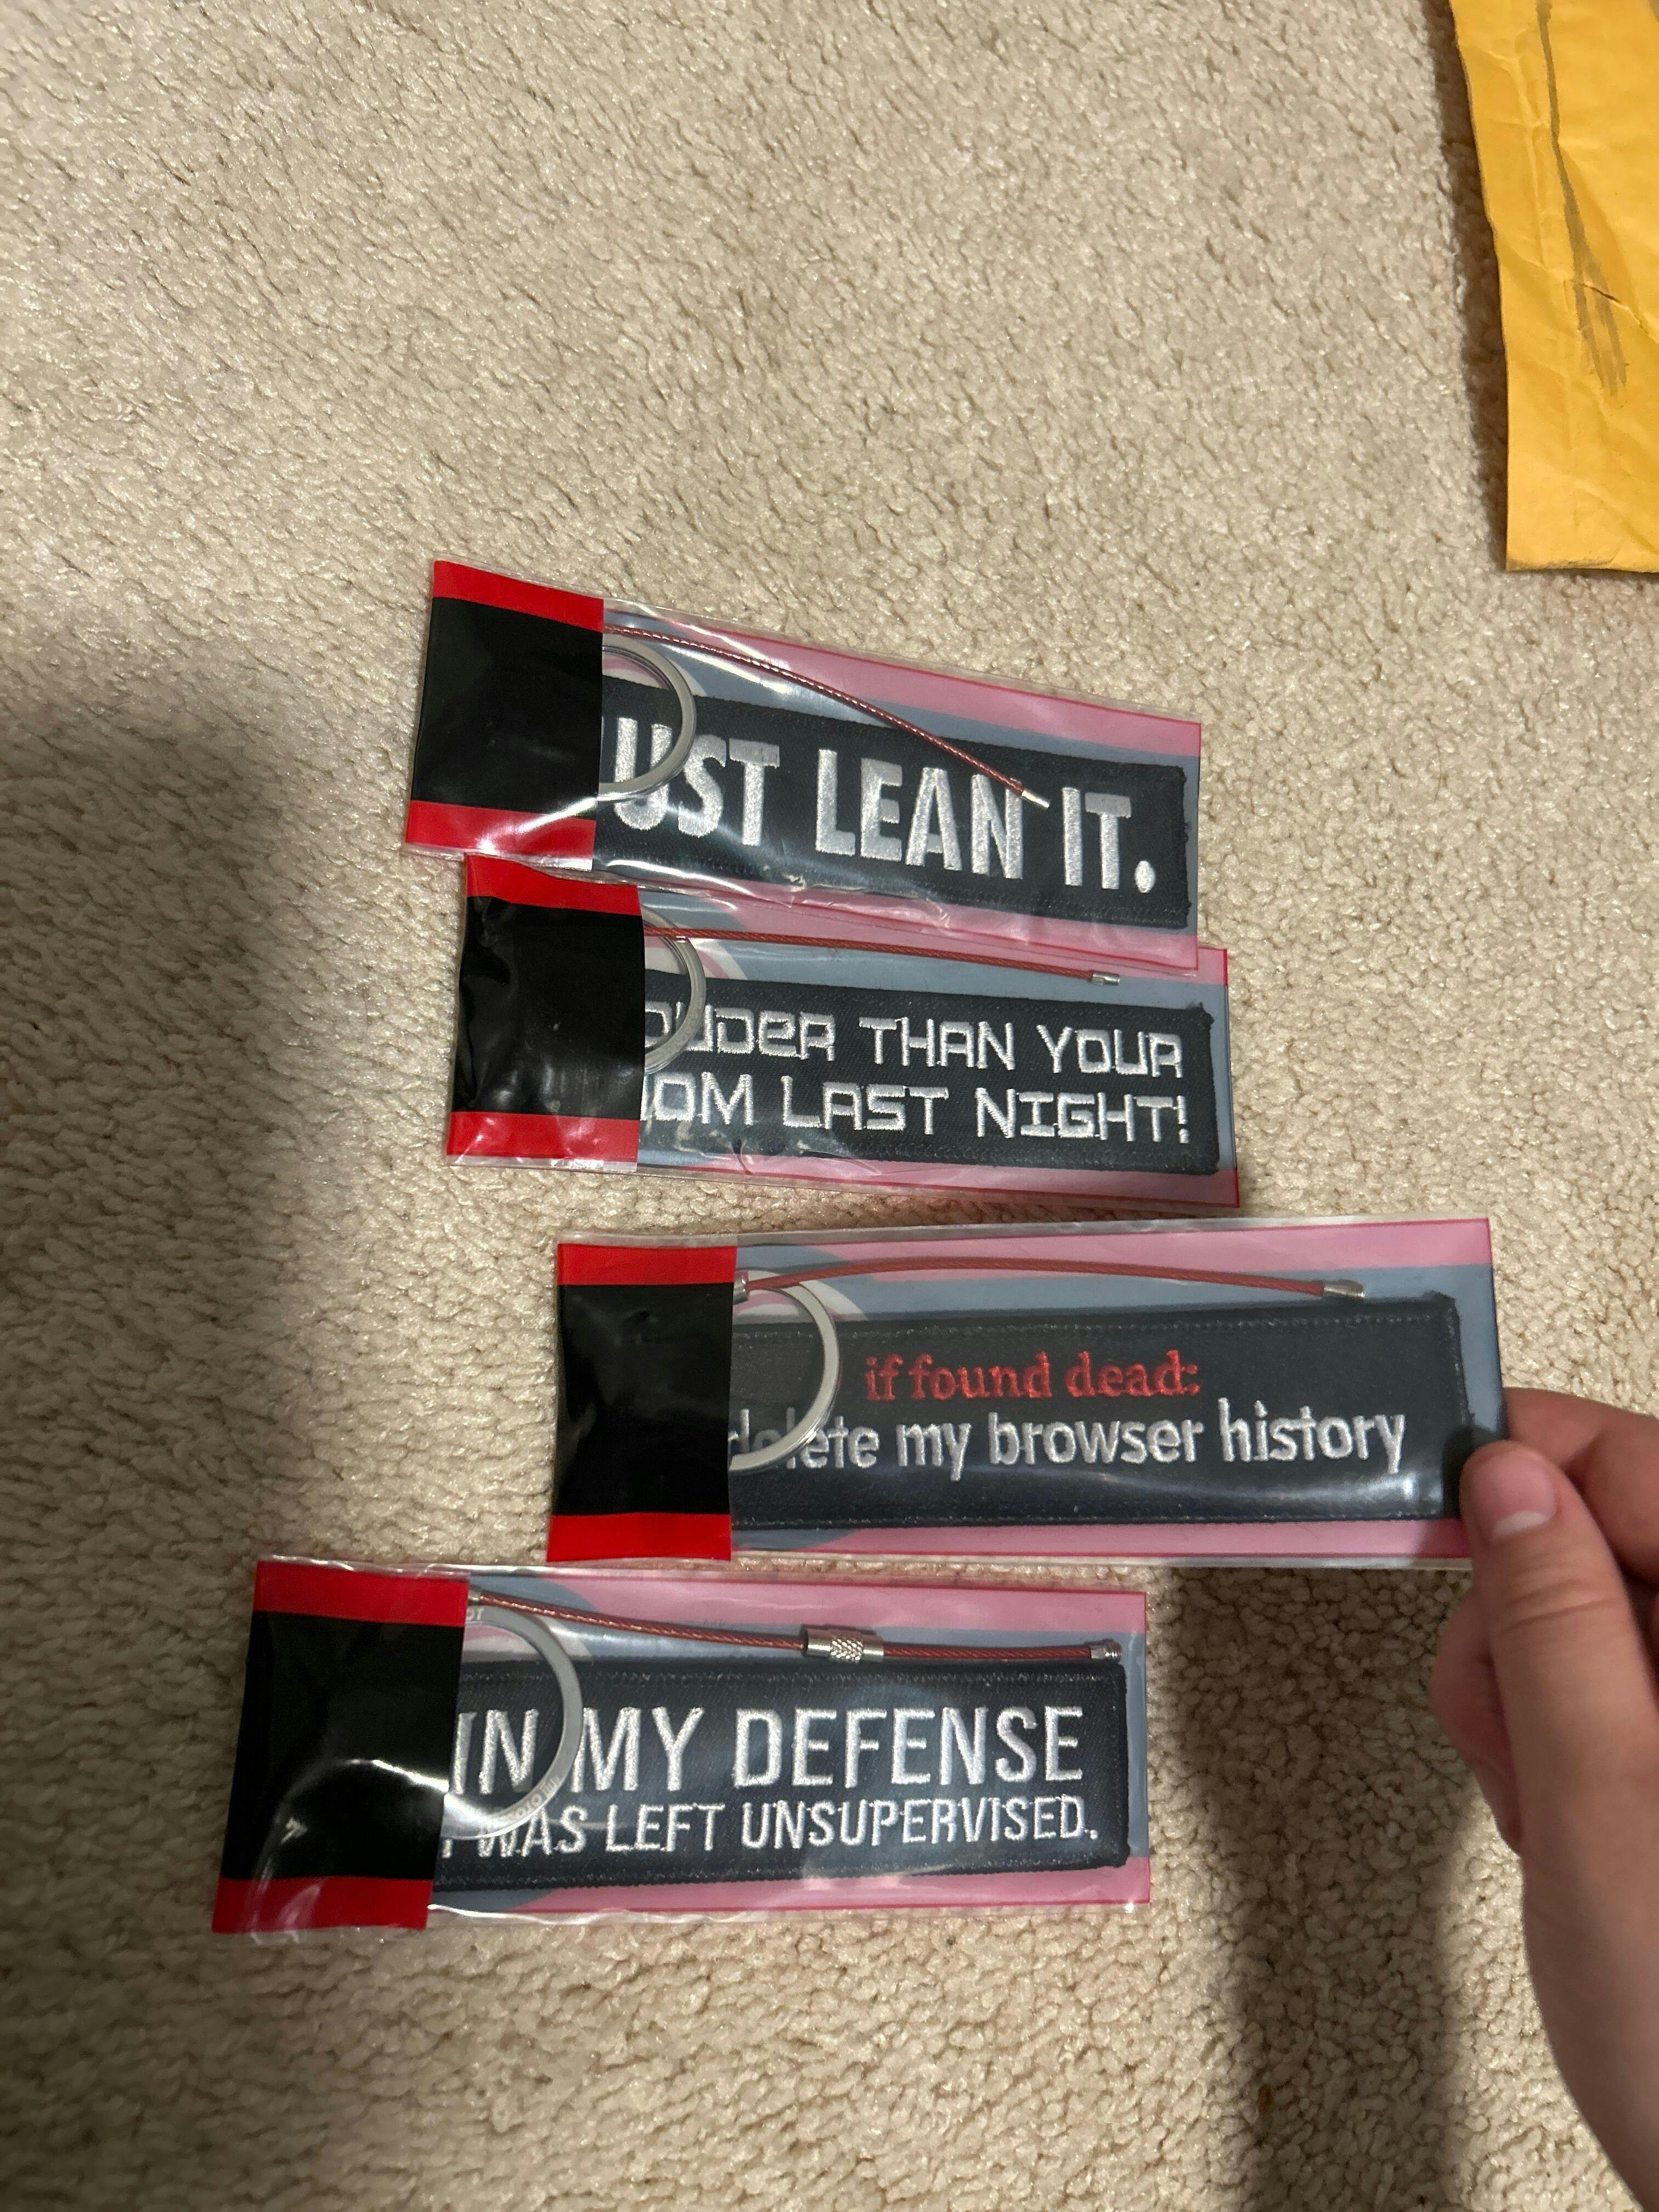 UST LEAN IT.
OUDER THAN YOUR
OM LAST NIGHT!
if found dead:
delete my browser history
IN MY DEFENSE
I WAS LEFT UNSUPERVISED.